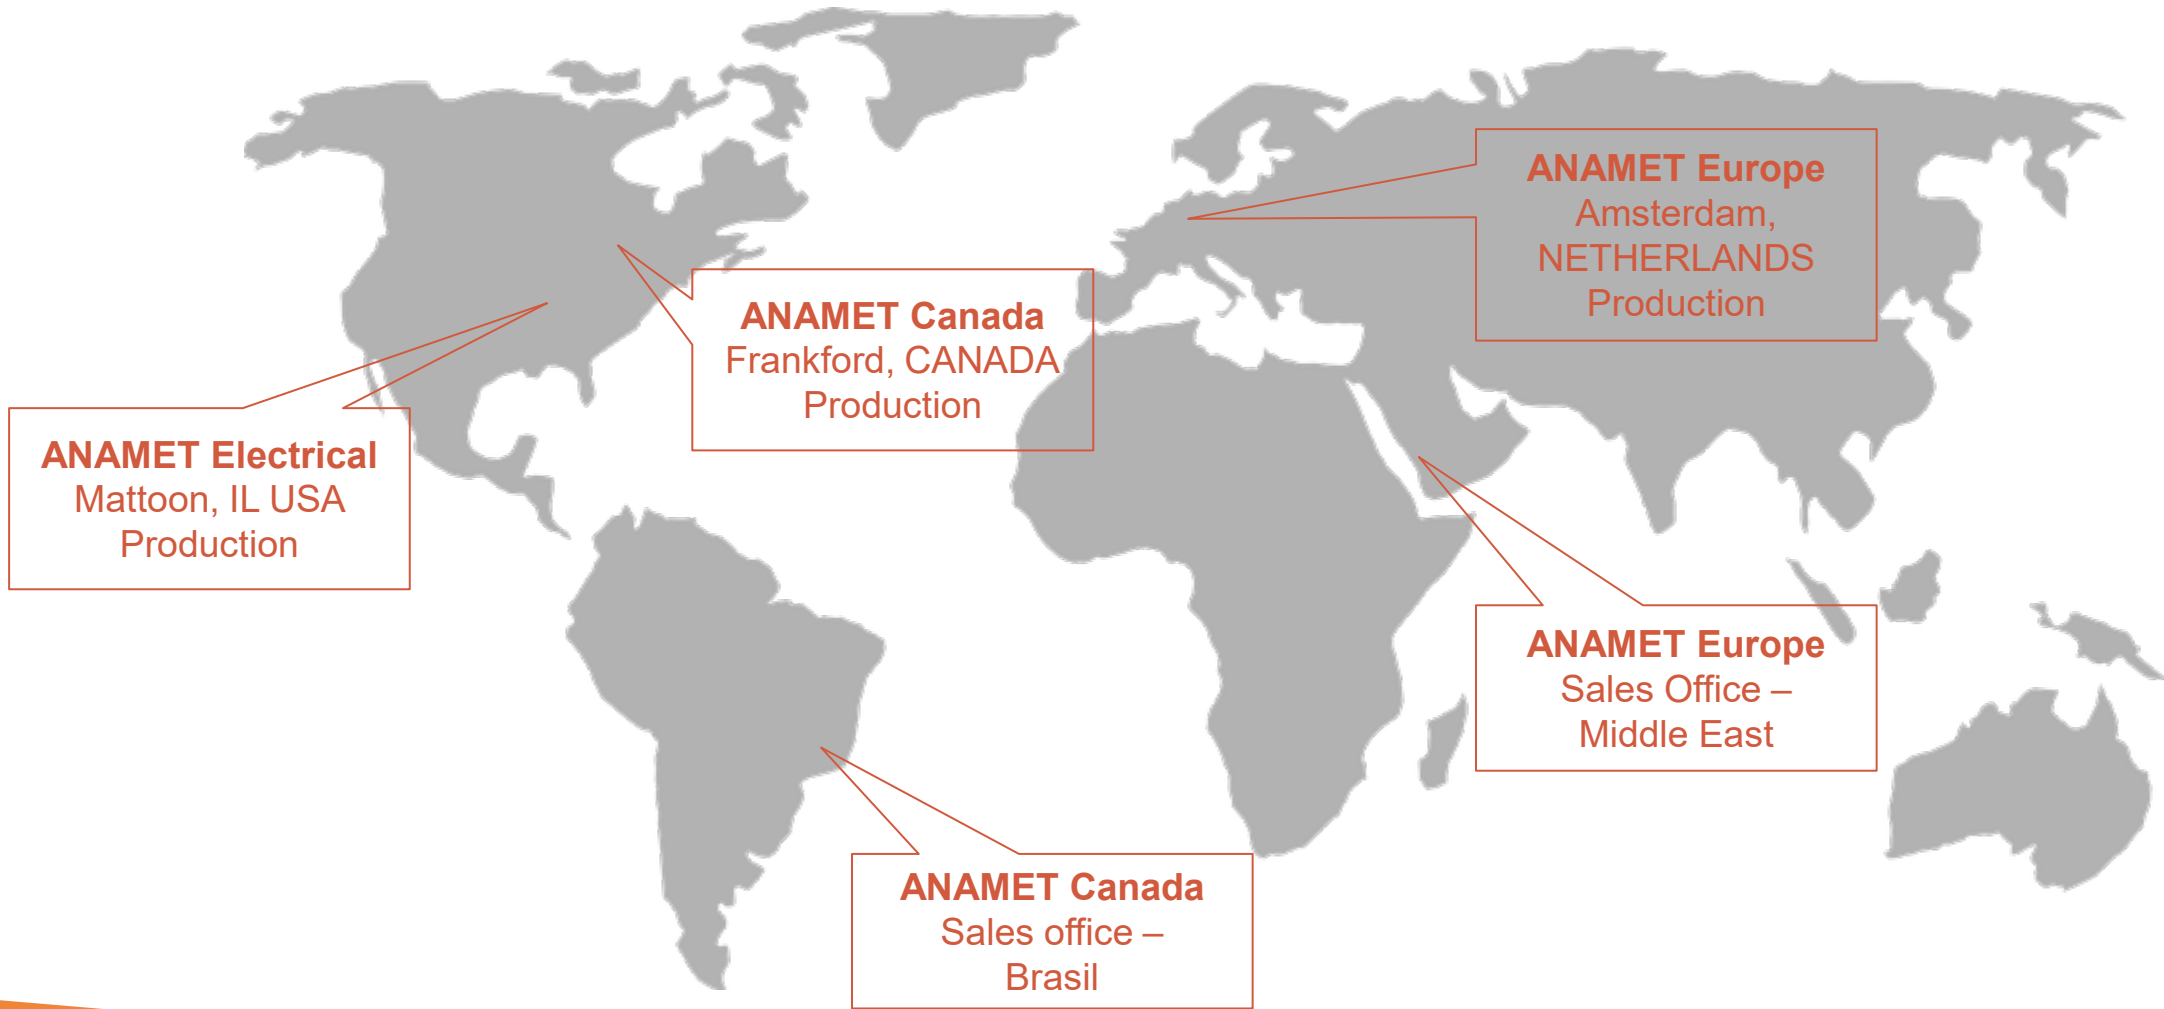 ANAMET Europe
Amsterdam,
NETHERLANDS
Production
ANAMET Canada
Frankford, CANADA
Production
ANAMET Electrical
Mattoon, IL USA
Production
ANAMET Europe
Sales Office –
Middle East
ANAMET Canada
Sales office –
Brasil